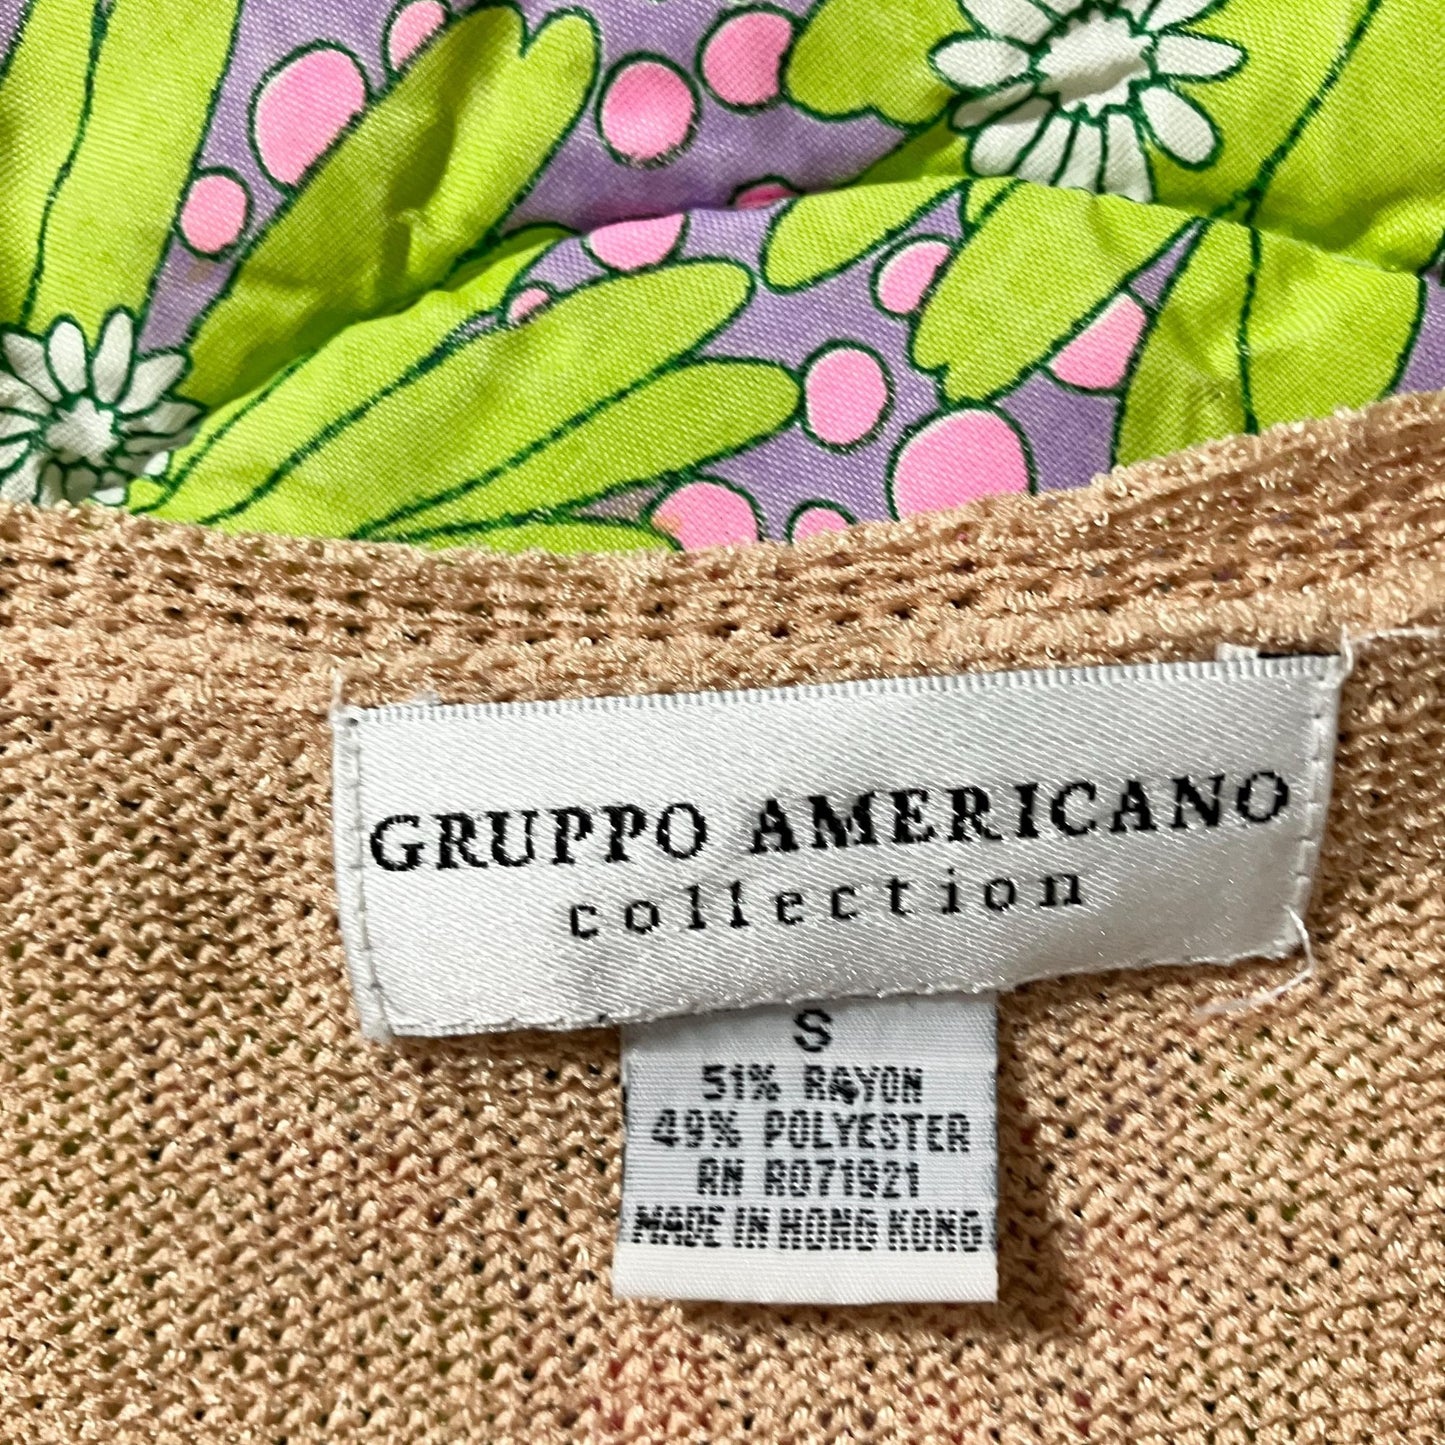 GRUPPO AMERICANO
collection
S
51% RAYON
49% POLYESTER
RN R071921
MADE IN HONG KONG